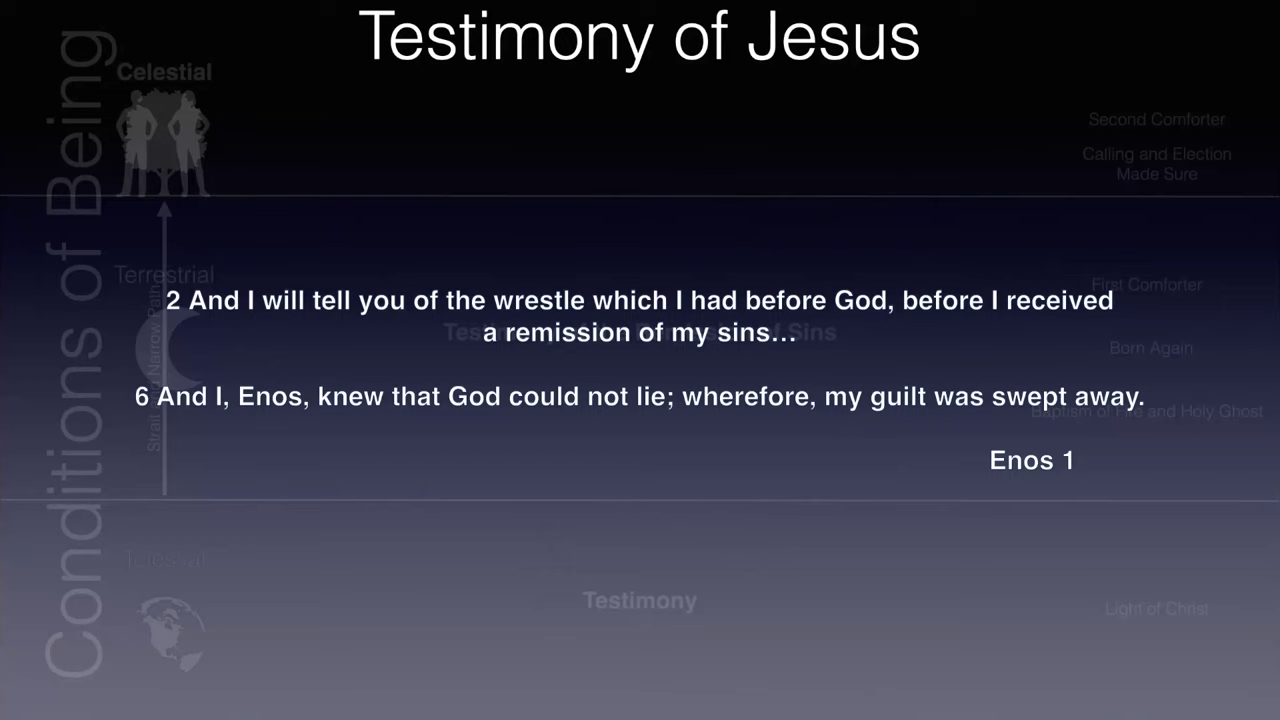 Testimony of Jesus
Conditions of Being
Celestial
Second Comforter
Calling and Election
Made Sure
Terrestrial
First Comforter
2 And I will tell you of the wrestle which I had before God, before I received
a remission of my sins…
Born Again
6 And I, Enos, knew that God could not lie; wherefore, my guilt was swept away.
Baptism of Fire and Holy Ghost
Enos 1
Telestial
Testimony
Light of Christ